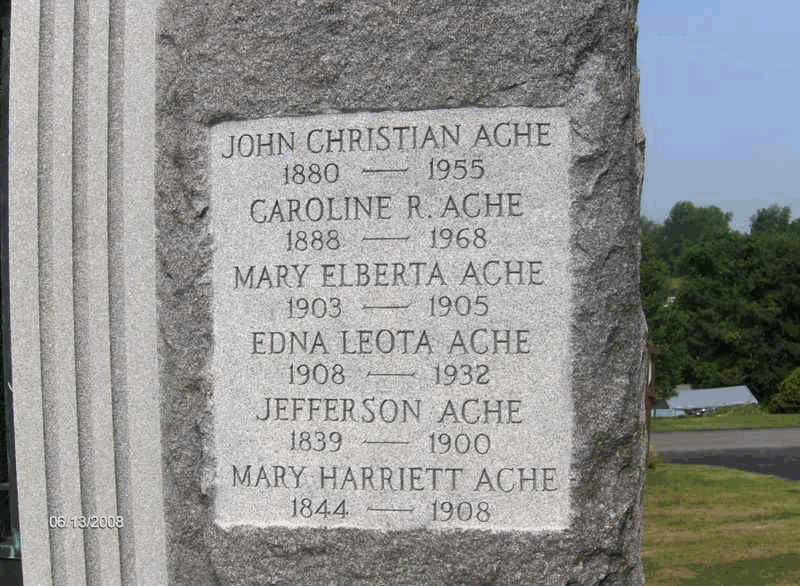 JOHN CHRISTIAN ACHE
1880 — 1955
CAROLINE R. ACHE
1888 — 1968
MARY ELBERTA ACHE
1903 — 1905
EDNA LEOTA ACHE
1908 — 1932
JEFFERSON ACHE
1839 — 1900
MARY HARRIETT ACHE
1844 — 1908
06/13/2008